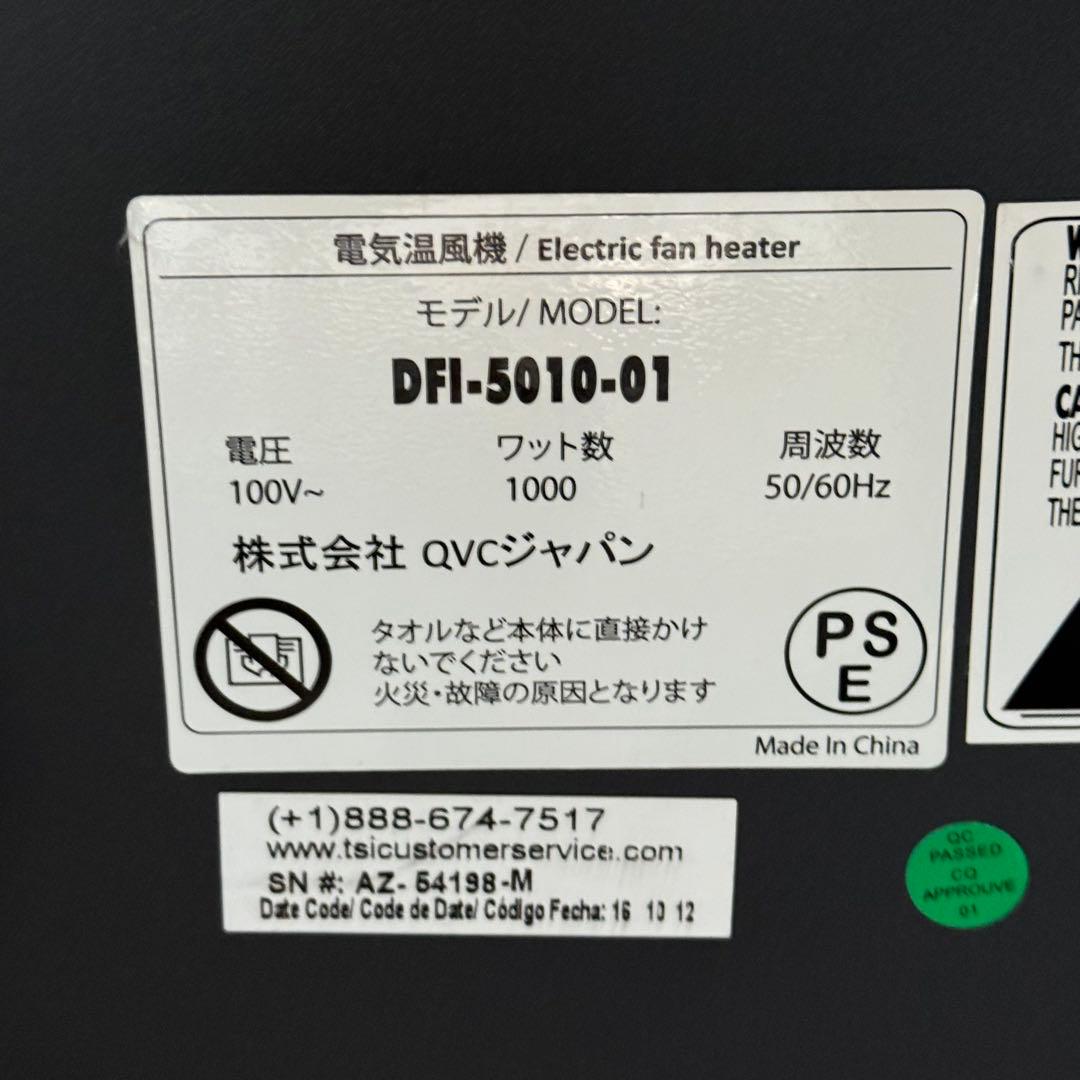 電気温風機 / Electric fan heater
モデル/ MODEL:
DFI-5010-01
電圧 ワット数 周波数
100V~ 1000 50/60Hz
株式会社 QVCジャパン
タオルなど本体に直接かけ
ないでください
火災・故障の原因となります
PS
E
Made In China
(+1)888-674-7517
www.tsicustomerservice.com
SN #: AZ- 54198-M
Date Code/ Code de Date/ Código Fecha: 16 10 12
QC
PASSED
CQ
APPROUVE
01
HIG
FUR
THE